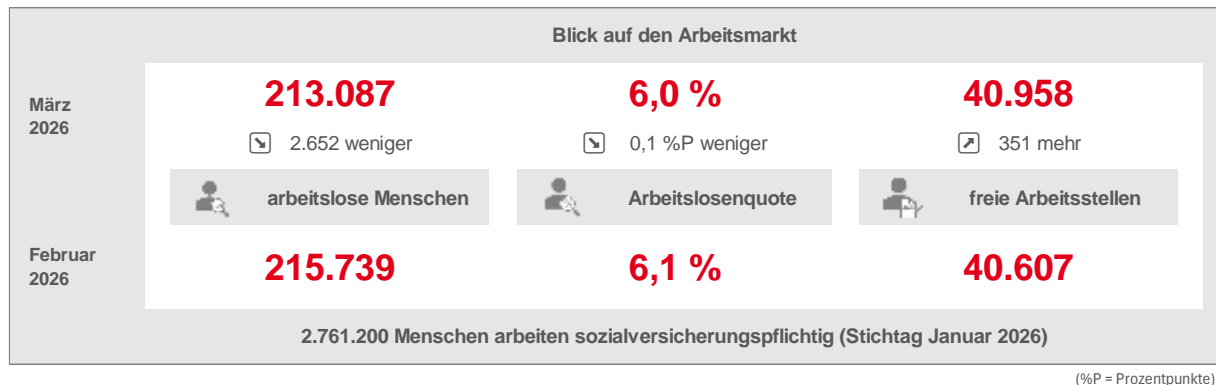 Blick auf den Arbeitsmarkt
März
2026
213.087
6,0 %
40.958
2.652 weniger
0,1 %P weniger
351 mehr
arbeitslose Menschen
Arbeitslosenquote
freie Arbeitsstellen
Februar
2026
215.739
6,1 %
40.607
2.761.200 Menschen arbeiten sozialversicherungspflichtig (Stichtag Januar 2026)
(%P = Prozentpunkte)